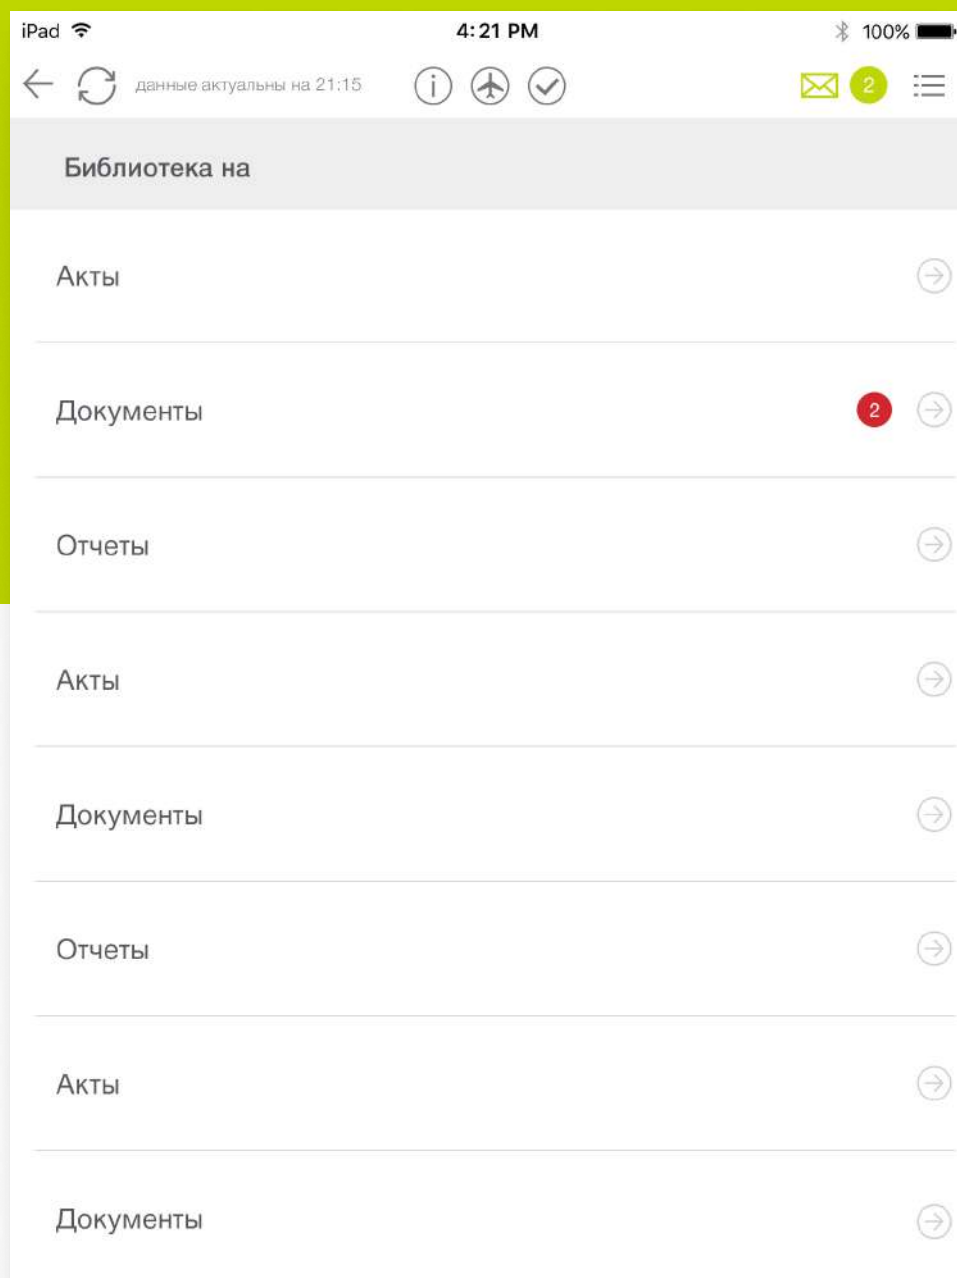 iPad 4:21 PM 100%
данные актуальны на 21:15 i 2
Библиотека на
Акты
Документы 2
Отчеты
Акты
Документы
Отчеты
Акты
Документы